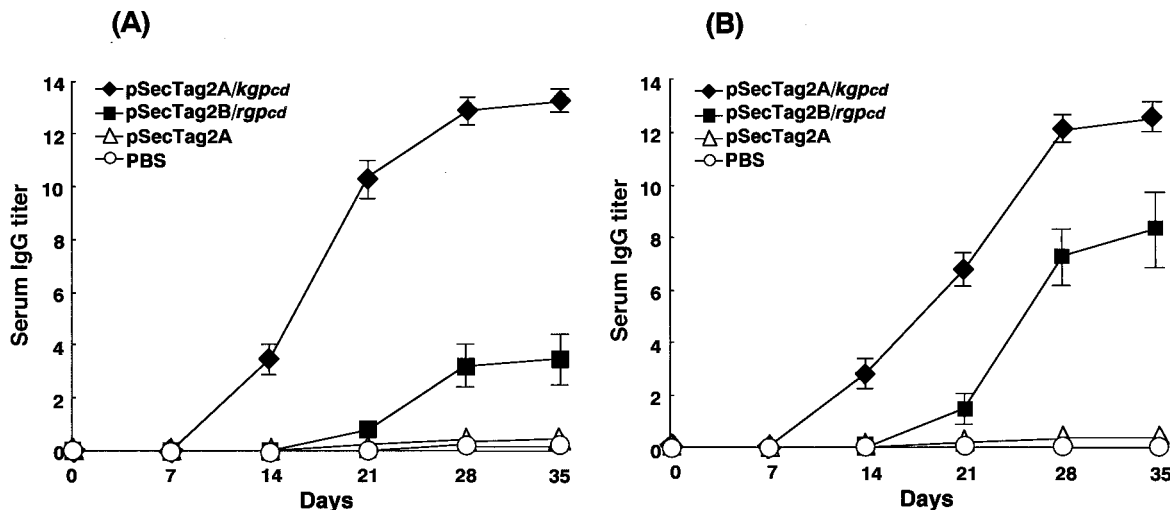 (A)
pSecTag2A/kgpcd
pSecTag2B/rgpcd
pSecTag2A
PBS
Serum IgG titer
14
12
10
8
6
4
2
0
0 7 14 21 28 35
Days
(B)
pSecTag2A/kgpcd
pSecTag2B/rgpcd
pSecTag2A
PBS
Serum IgG titer
14
12
10
8
6
4
2
0
0 7 14 21 28 35
Days